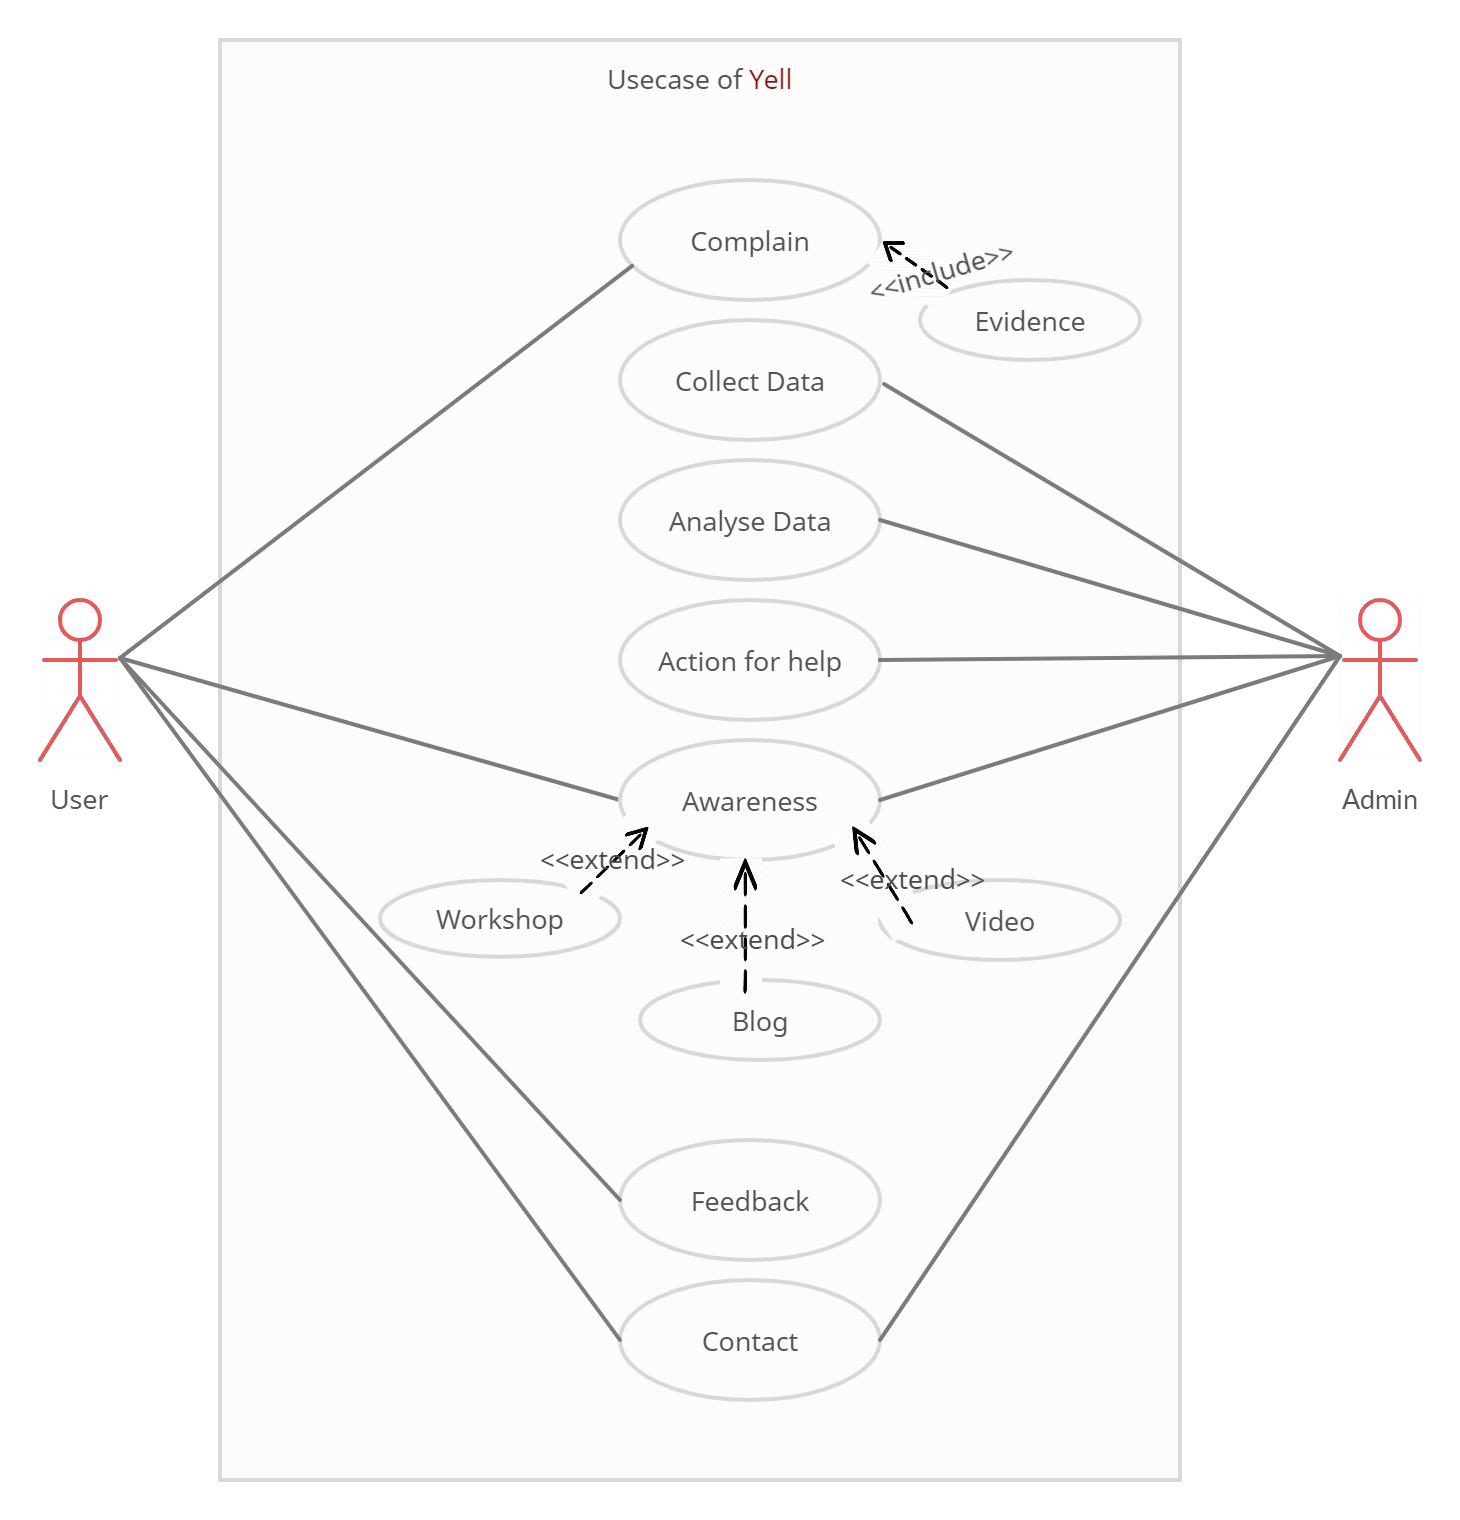 Usecase of Yell
Complain
<<include>>
Evidence
Collect Data
Analyse Data
Action for help
User
Admin
Awareness
<<extend>>
<<extend>>
Workshop
Video
<<extend>>
Blog
Feedback
Contact